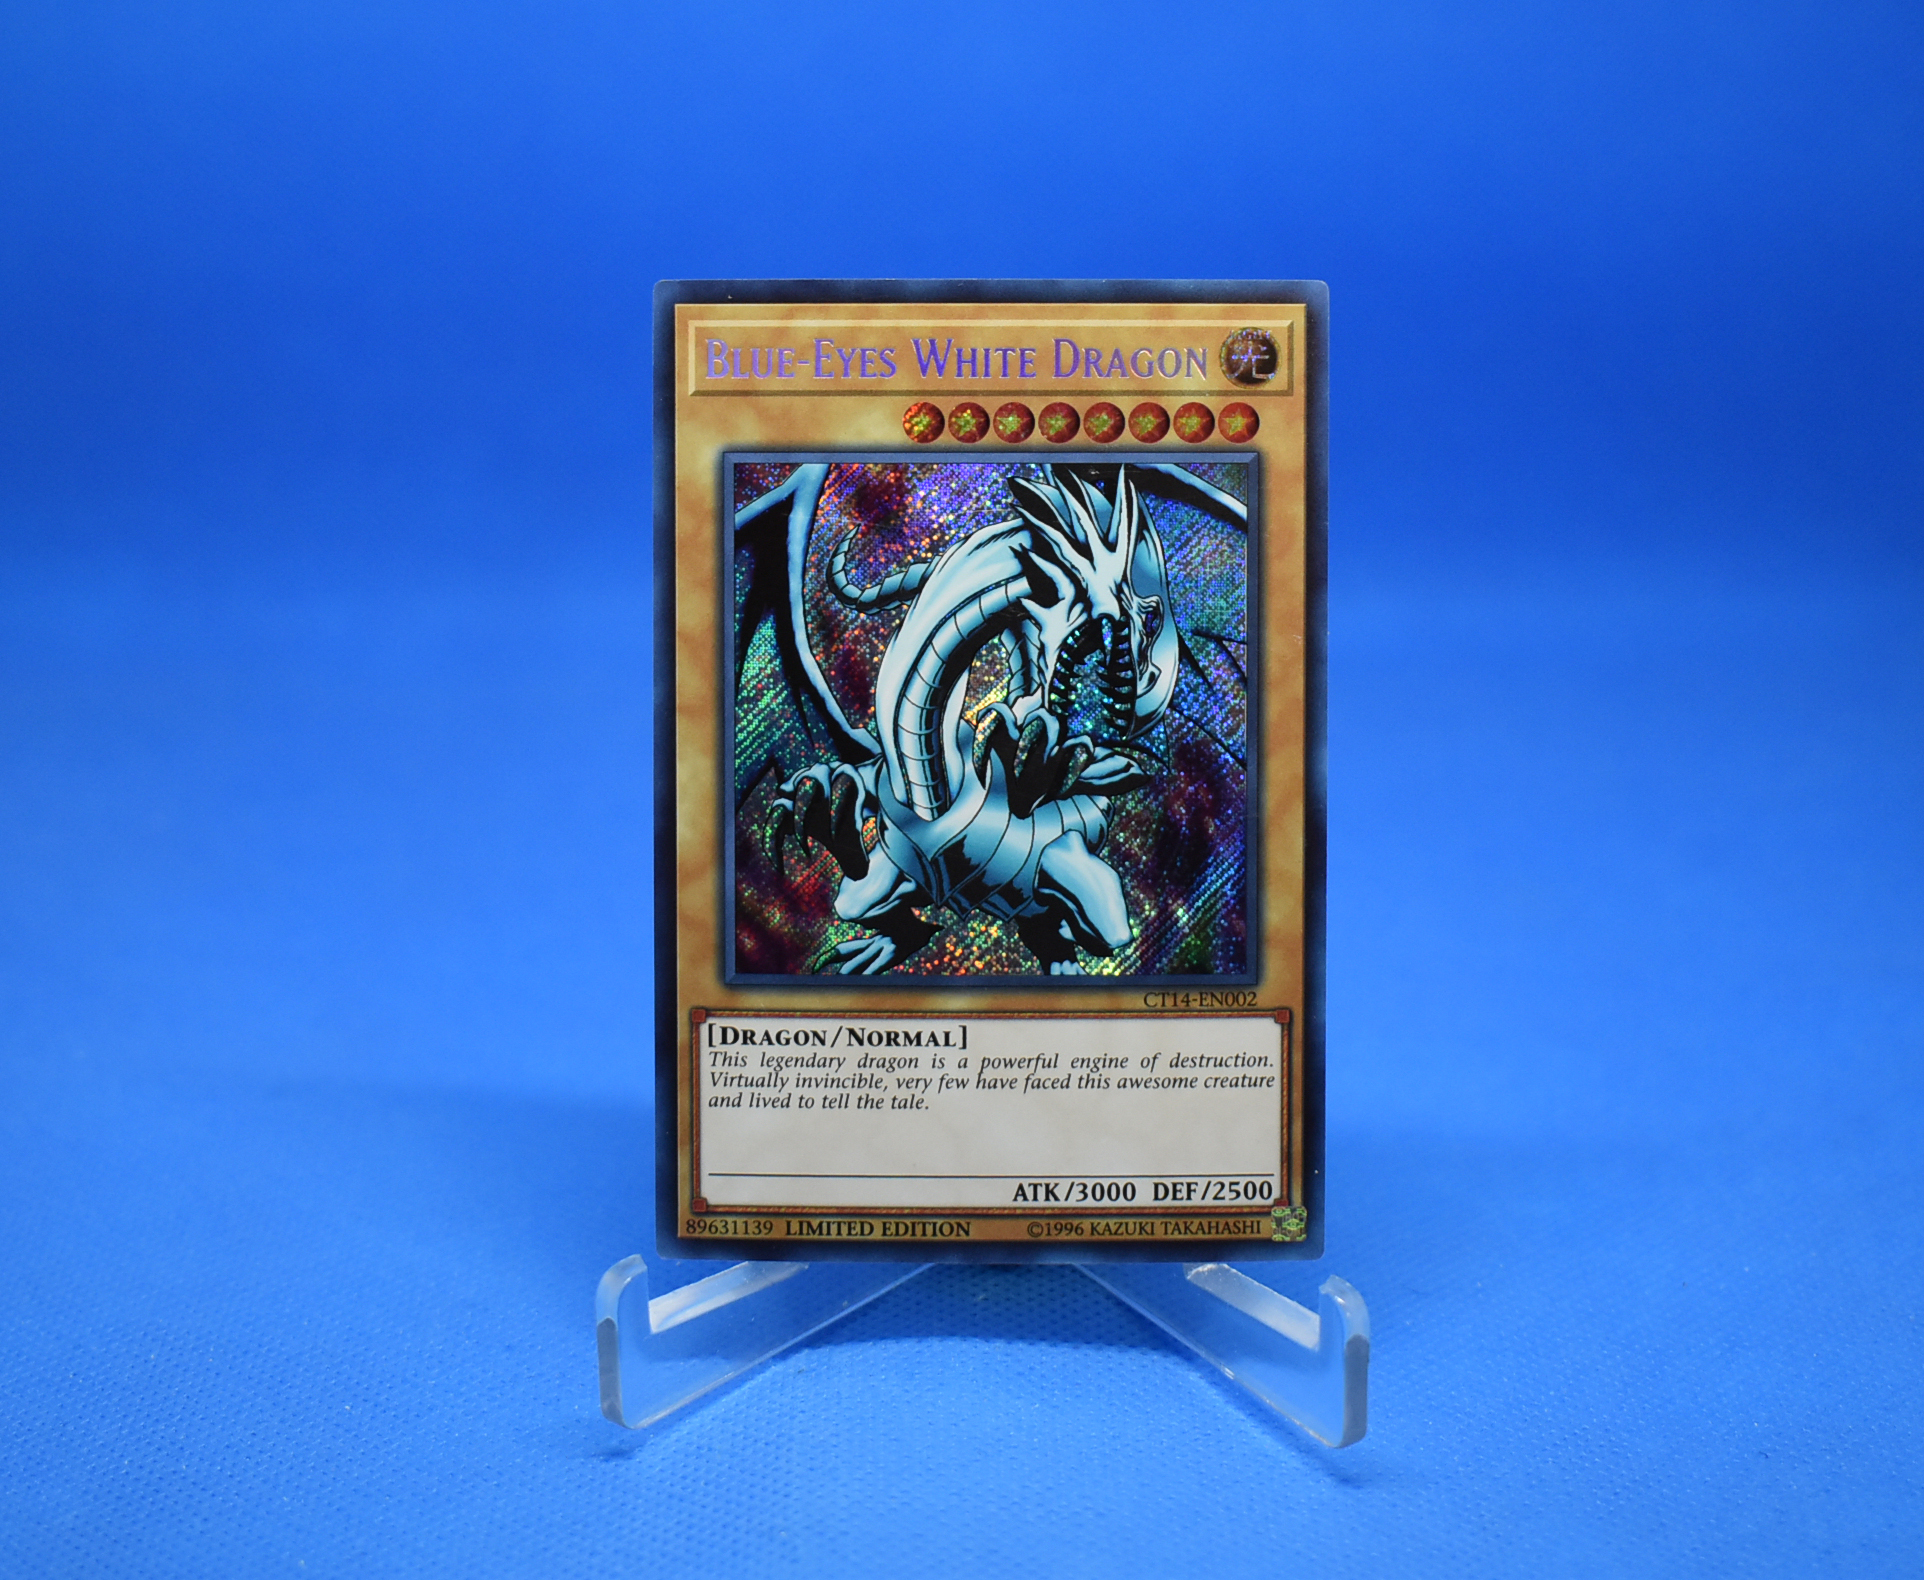 BLUE-EYES WHITE DRAGON
光
CT14-EN002
[DRAGON/NORMAL]
This legendary dragon is a powerful engine of destruction.
Virtually invincible, very few have faced this awesome creature
and lived to tell the tale.
ATK/3000 DEF/2500
89631139 LIMITED EDITION ©1996 KAZUKI TAKAHASHI